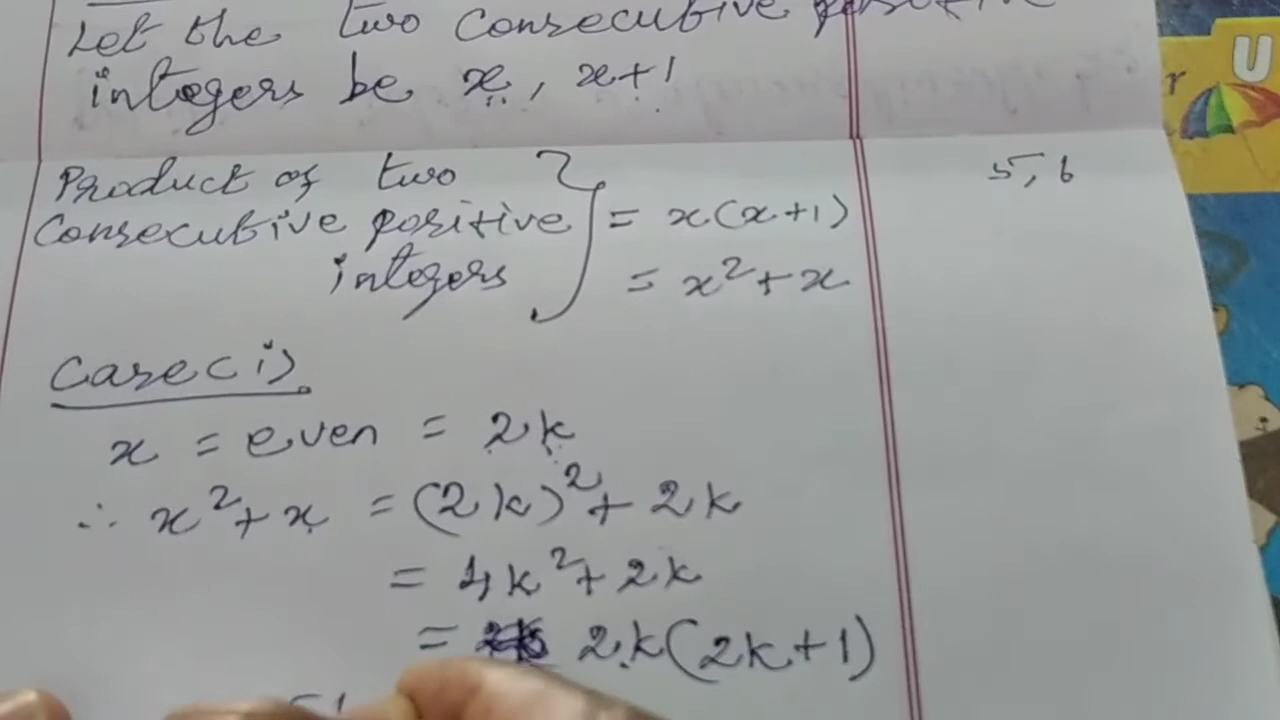 Let the two consecutive positive
integers be x, x+1
Product of two
consecutive positive
integers
= x(x+1)
= x²+x
5, 6
Case (i)
x = even = 2k
∴ x²+x = (2k)²+2k
= 4k²+2k
= 2k(2k+1)
U
r